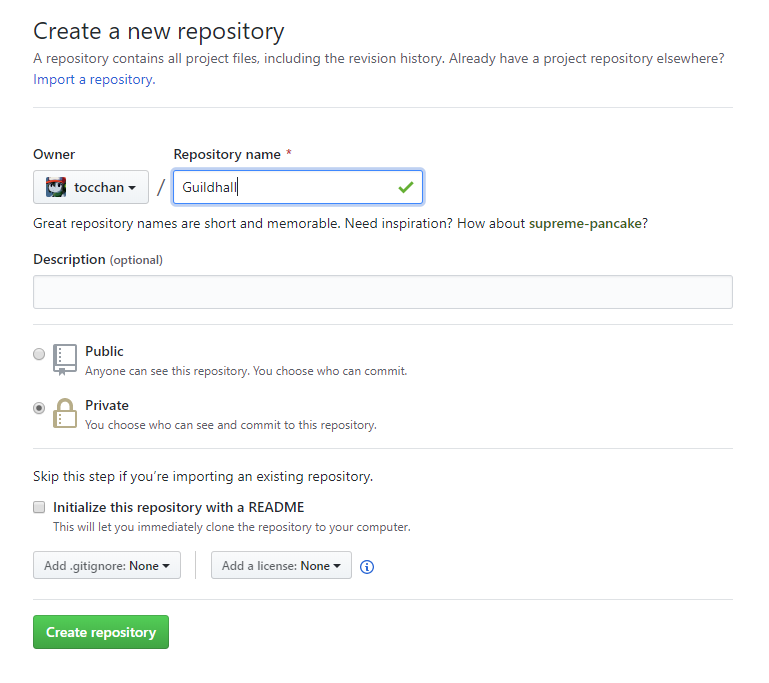 Create a new repository
A repository contains all project files, including the revision history. Already have a project repository elsewhere?
Import a repository.
Owner Repository name *
tocchan / Guildhall
Great repository names are short and memorable. Need inspiration? How about supreme-pancake?
Description (optional)
Public
Anyone can see this repository. You choose who can commit.
Private
You choose who can see and commit to this repository.
Skip this step if you’re importing an existing repository.
Initialize this repository with a README
This will let you immediately clone the repository to your computer.
Add .gitignore: None Add a license: None
Create repository